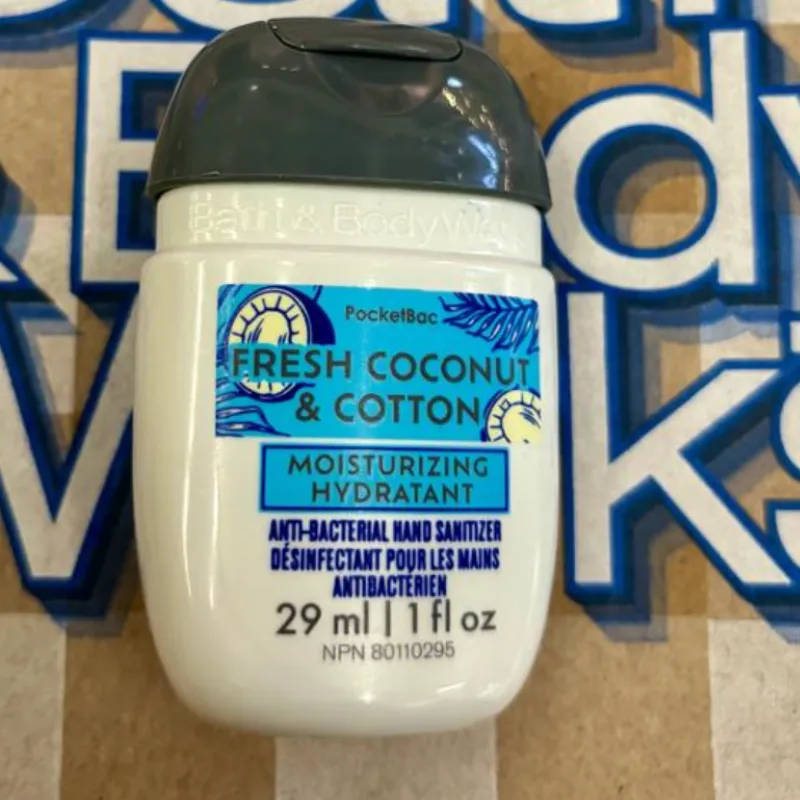 Bath & Body Works
PocketBac
FRESH COCONUT
& COTTON
MOISTURIZING
HYDRATANT
ANTI-BACTERIAL HAND SANITIZER
DÉSINFECTANT POUR LES MAINS
ANTIBACTÉRIEN
29 ml | 1 fl oz
NPN 80110295